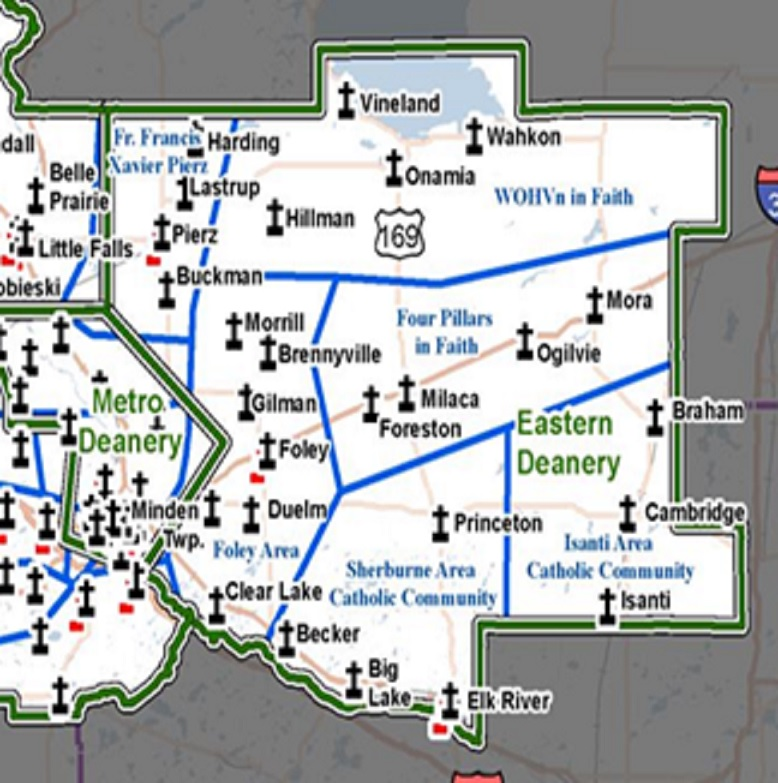 Vineland
Wahkon
Fr. Francis
Xavier Pierz
Harding
dall
Onamia
Belle
Prairie
Lastrup
WOHVn in Faith
Hillman
Pierz
169
Little Falls
Buckman
obieski
Mora
Morrill
Four Pillars
in Faith
Brennyville
Ogilvie
Metro
Deanery
Gilman
Milaca
Foreston
Braham
Eastern
Deanery
Foley
Minden
Twp.
Duelm
Princeton
Cambridge
Foley Area
Isanti Area
Catholic Community
Sherburne Area
Catholic Community
Clear Lake
Isanti
Becker
Big
Lake
Elk River
3